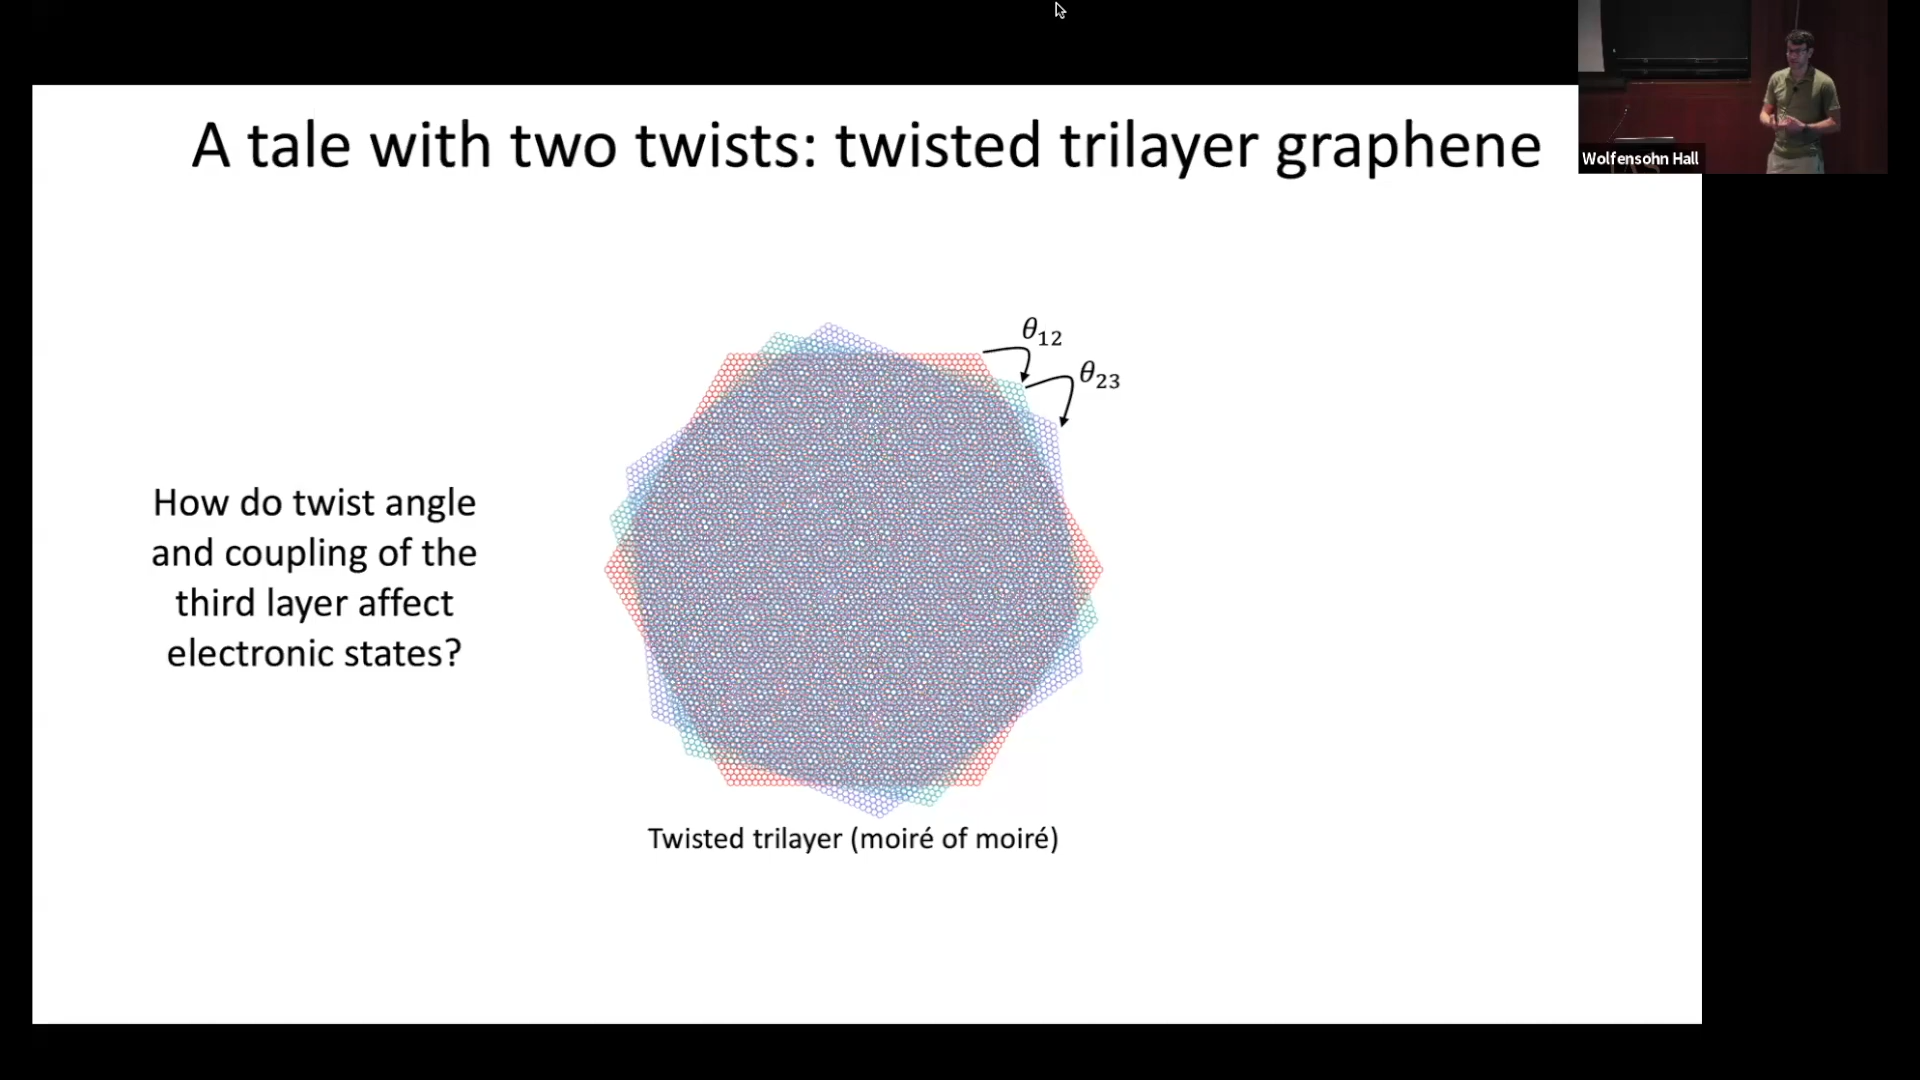 A tale with two twists: twisted trilayer graphene
Wolfensohn Hall
θ12
θ23
How do twist angle
and coupling of the
third layer affect
electronic states?
Twisted trilayer (moiré of moiré)